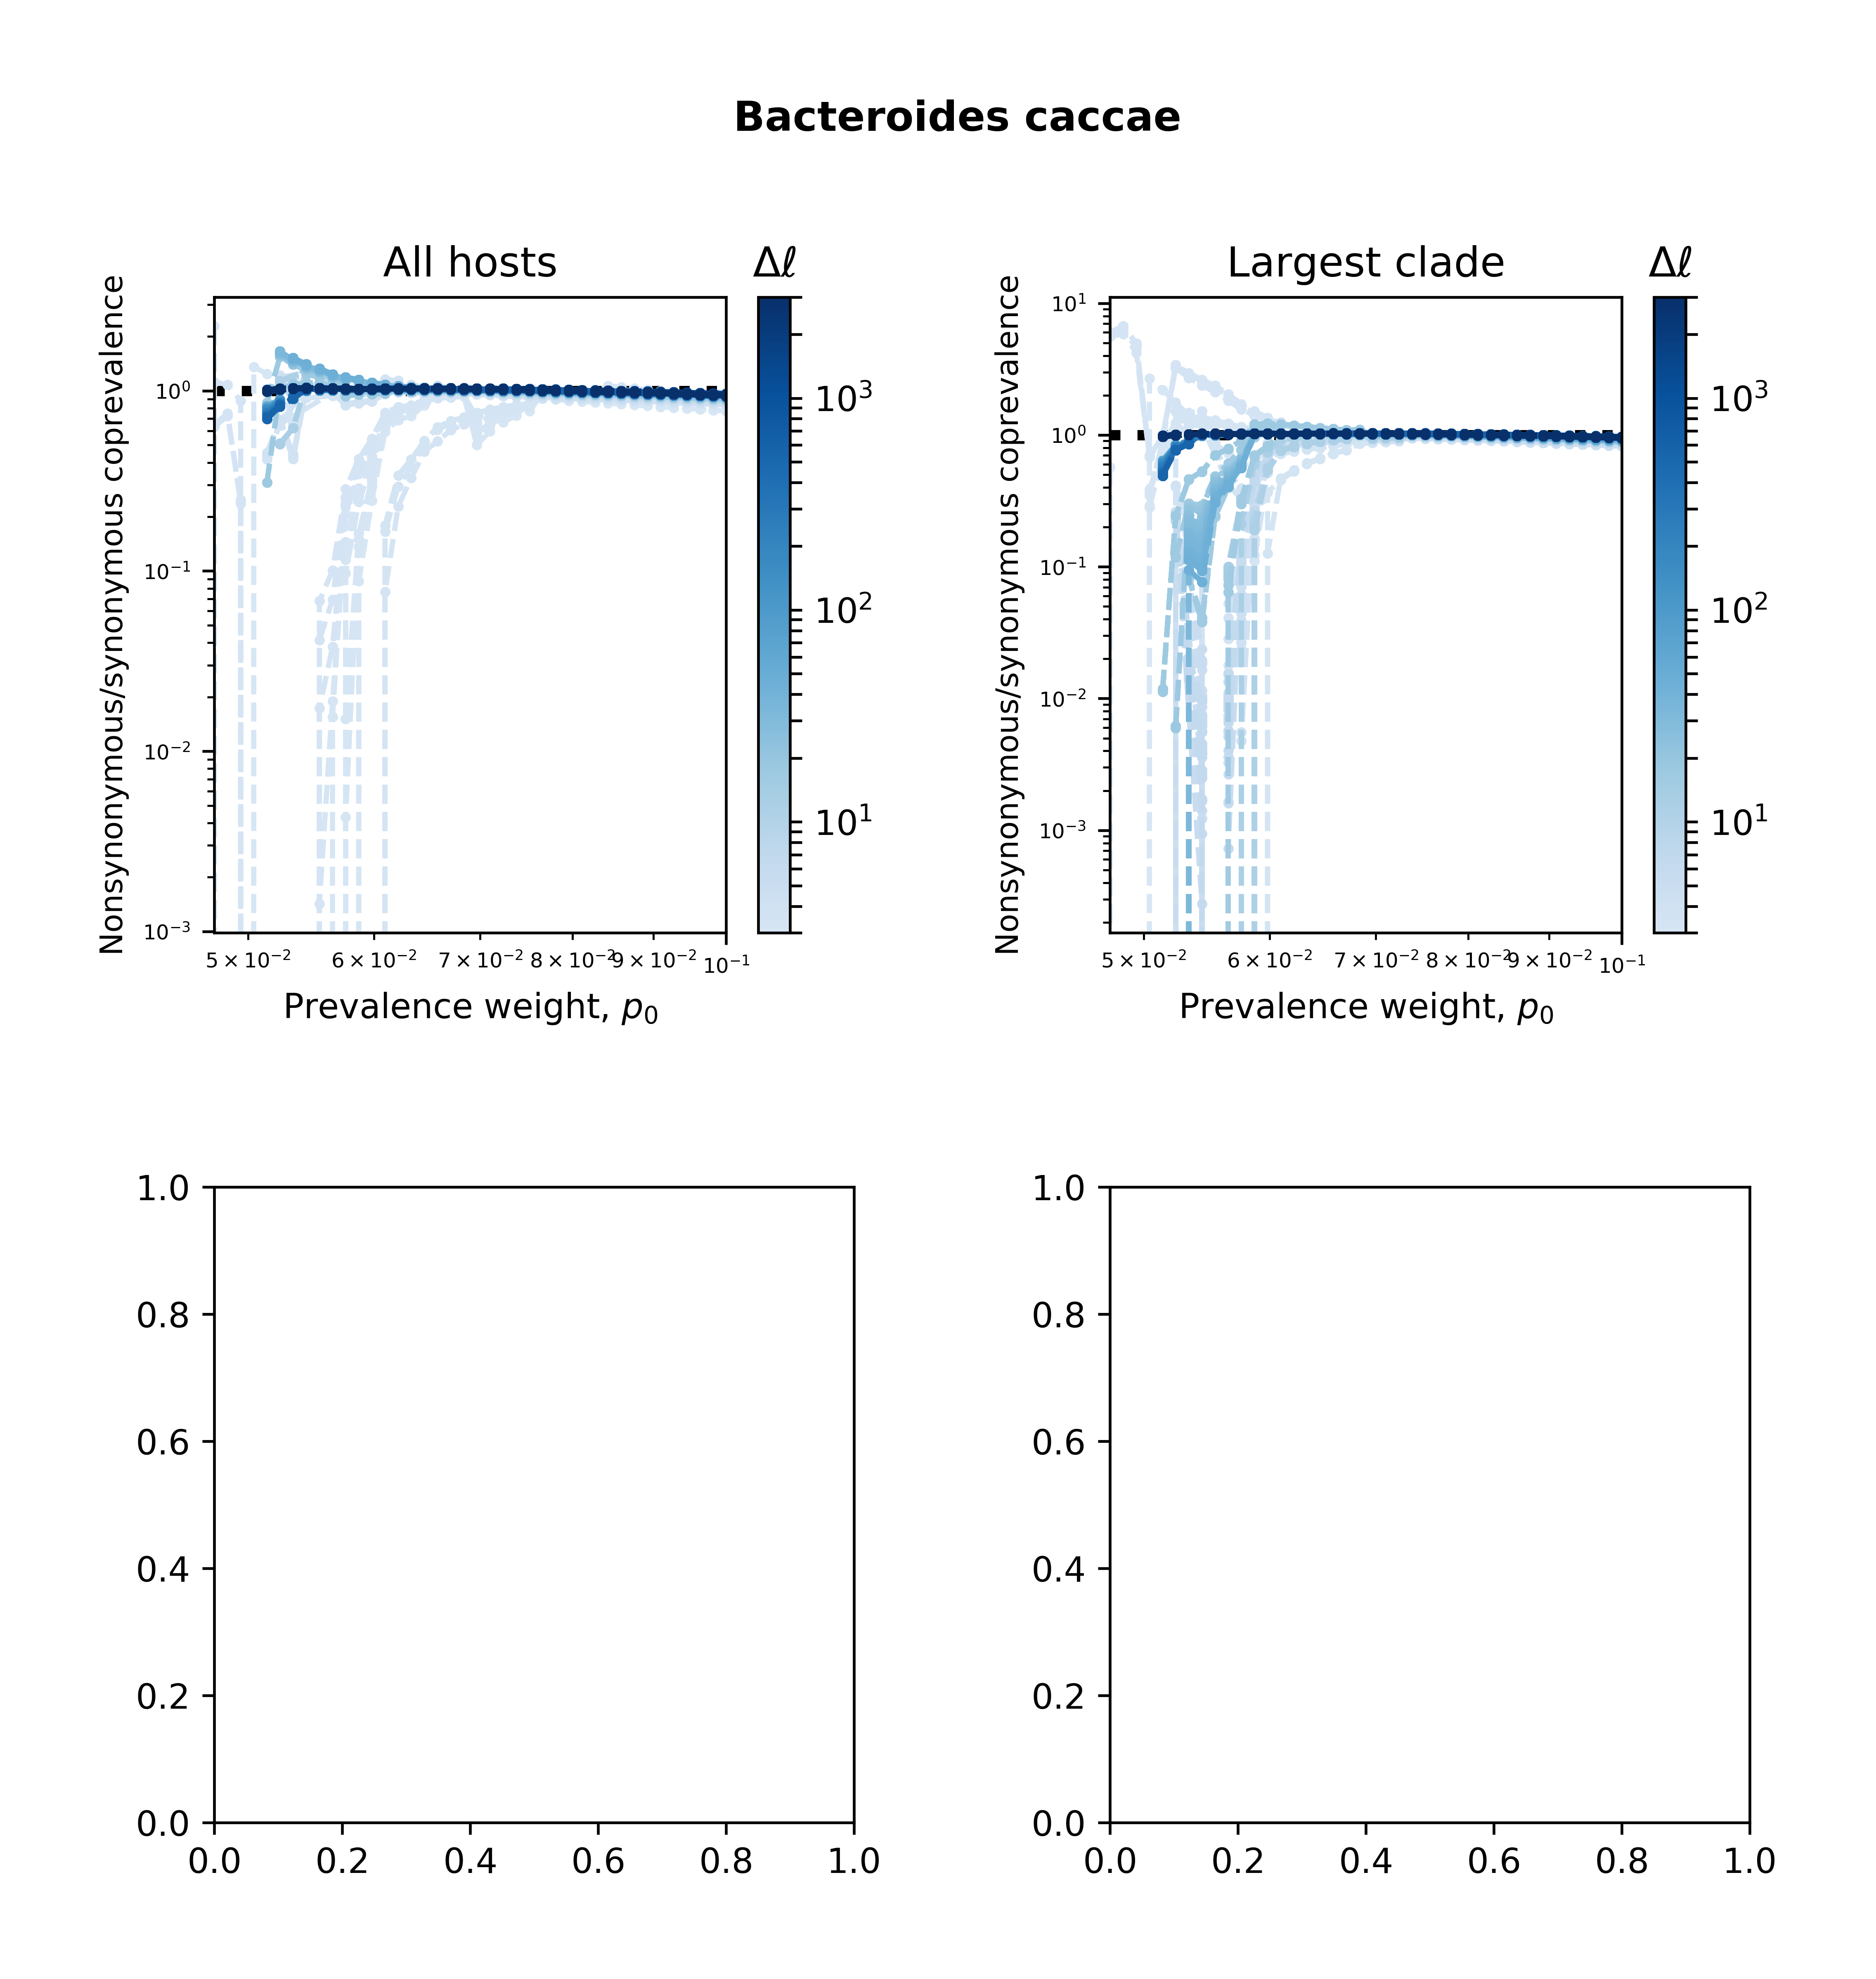 Bacteroides caccae
All hosts
Δℓ
Nonsynonymous/synonymous coprevalence
10⁰
10⁻¹
10⁻²
10⁻³
5 × 10⁻² 6 × 10⁻² 7 × 10⁻² 8 × 10⁻² 9 × 10⁻² 10⁻¹
Prevalence weight, p₀
10³
10²
10¹
Largest clade
Δℓ
Nonsynonymous/synonymous coprevalence
10¹
10⁰
10⁻¹
10⁻²
10⁻³
5 × 10⁻² 6 × 10⁻² 7 × 10⁻² 8 × 10⁻² 9 × 10⁻² 10⁻¹
Prevalence weight, p₀
10³
10²
10¹
1.0
0.8
0.6
0.4
0.2
0.0
0.0 0.2 0.4 0.6 0.8 1.0
1.0
0.8
0.6
0.4
0.2
0.0
0.0 0.2 0.4 0.6 0.8 1.0